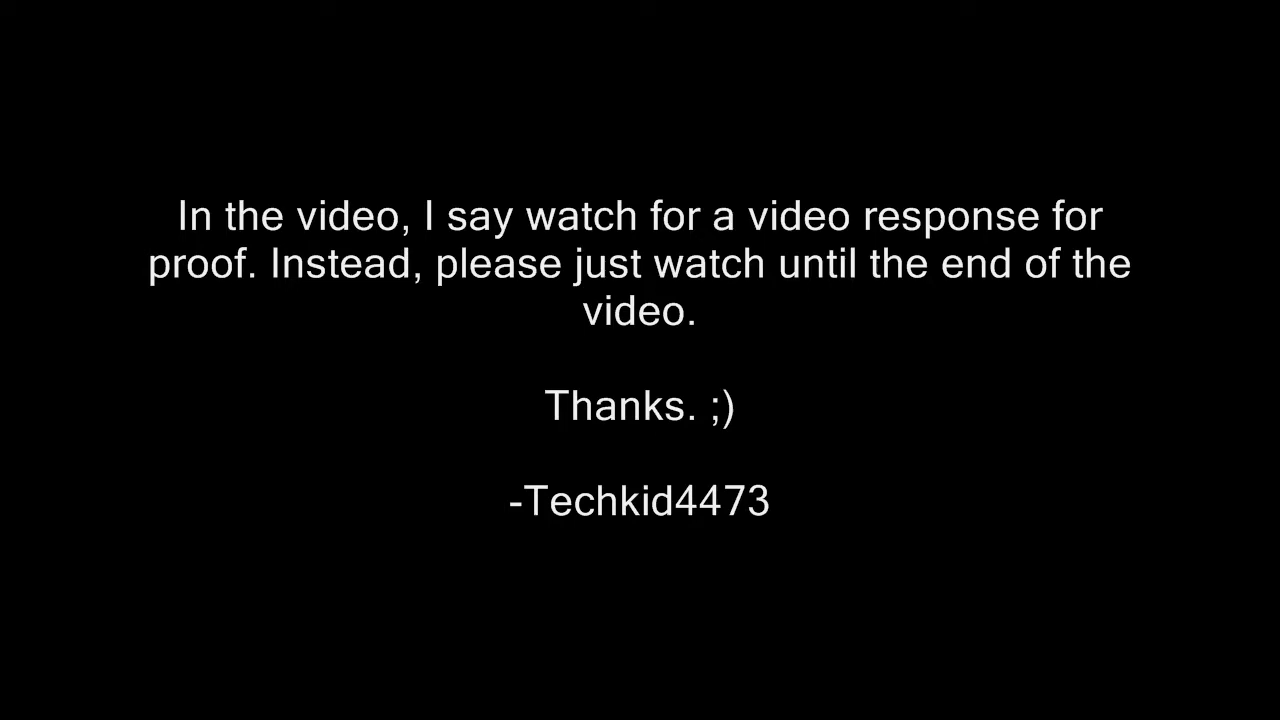 In the video, I say watch for a video response for
proof. Instead, please just watch until the end of the
video.
Thanks. ;)
-Techkid4473